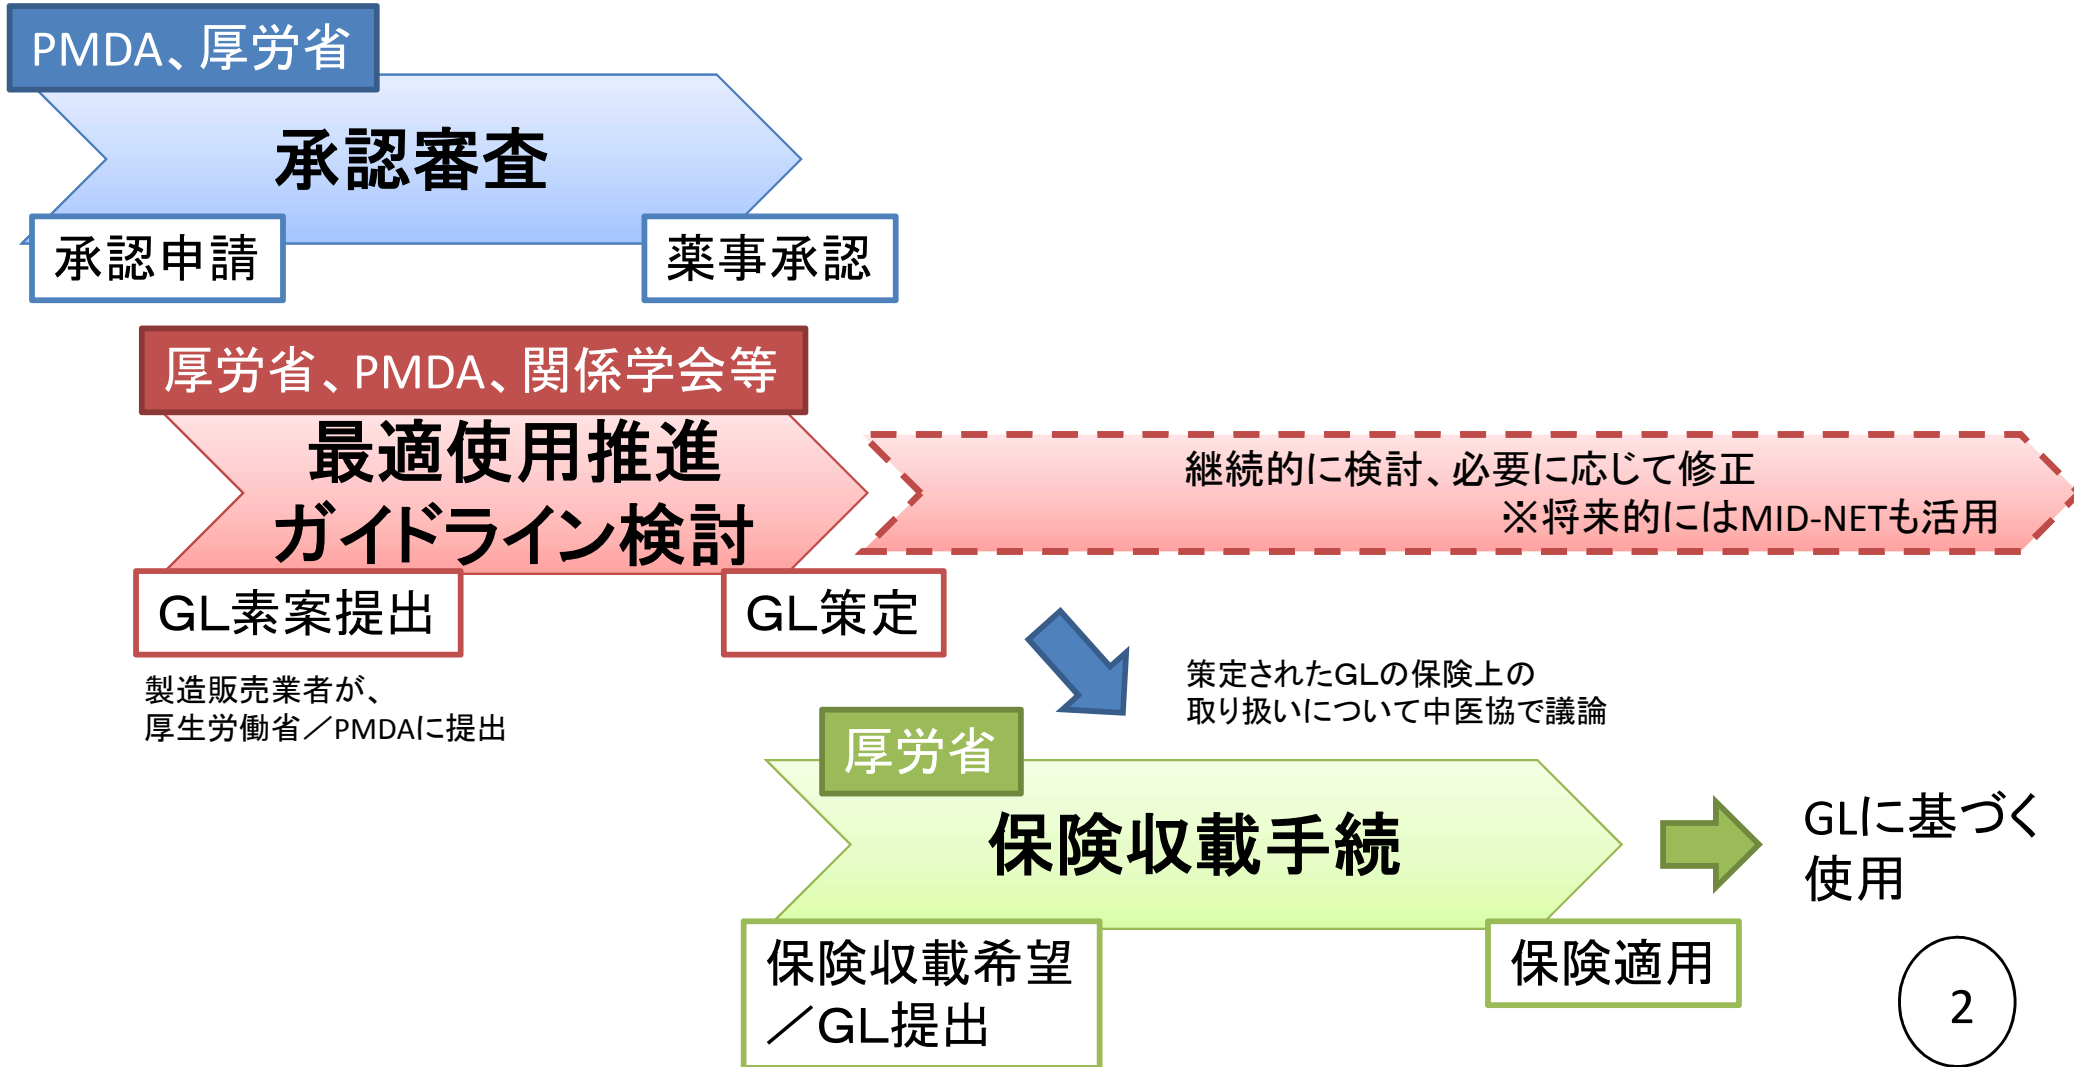 PMDA、厚労省
承認審査
承認申請
薬事承認
厚労省、PMDA、関係学会等
最適使用推進
ガイドライン検討
継続的に検討、必要に応じて修正
※将来的にはMID-NETも活用
GL素案提出
GL策定
製造販売業者が、
厚生労働省／PMDAに提出
策定されたGLの保険上の
取り扱いについて中医協で議論
厚労省
保険収載手続
GLに基づく
使用
保険収載希望
／GL提出
保険適用
2